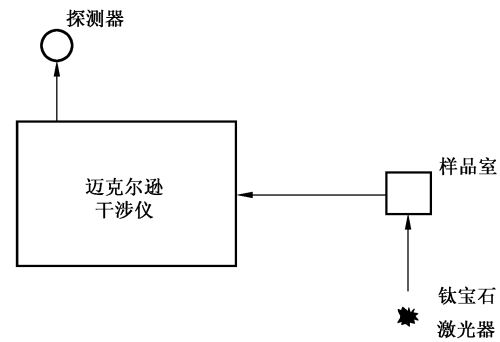 探测器
迈克尔逊
干涉仪
样品室
钛宝石
激光器